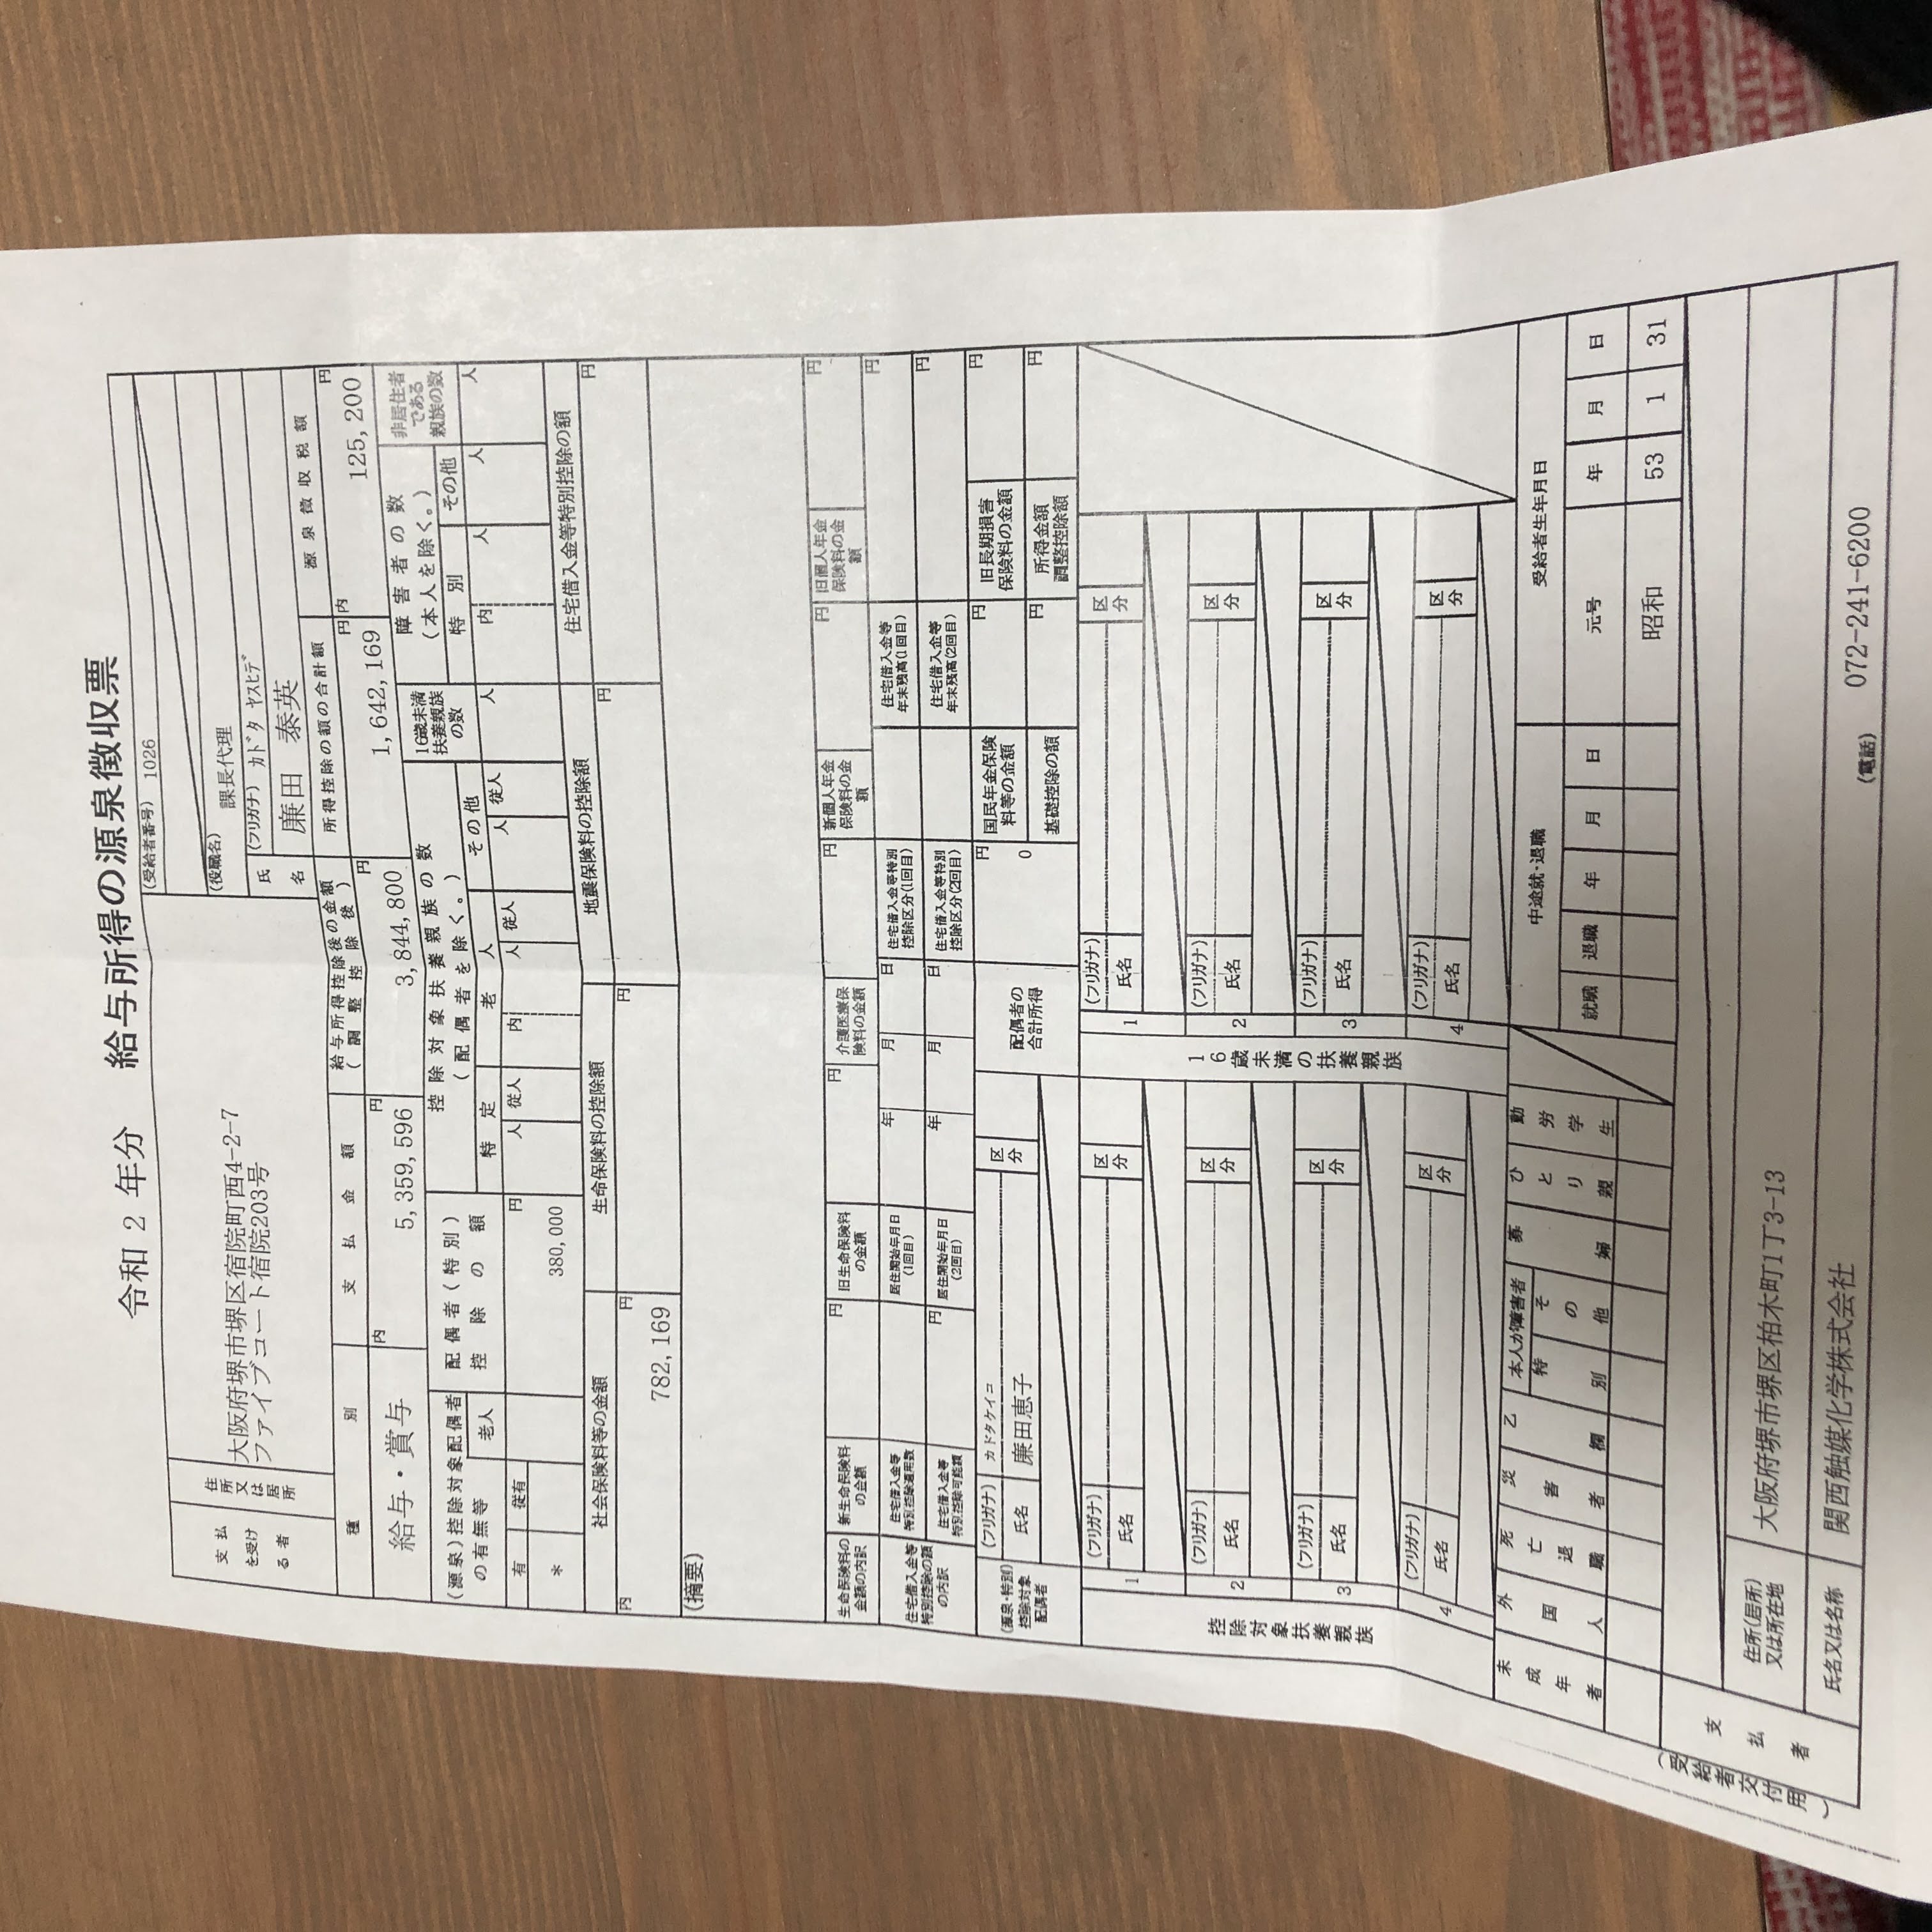 令和 2 年分 給与所得の源泉徴収票
支払を受ける者
住所又は居所
大阪府堺市堺区宿院町西4-2-7
ファイブコート宿院203号
(受給者番号) 1026
(役職名) 課長代理
氏名
(フリガナ) カドタ ヤスヒデ
廉田 泰英
種別 支払金額 給与所得控除後の金額(調整控除後) 所得控除の額の合計額 源泉徴収税額
給与・賞与 内 5,359,596 円 3,844,800 円 1,642,169 円 内 125,200 円
(源泉)控除対象配偶者の有無等 老人 配偶者(特別)控除の額 控除対象扶養親族の数(配偶者を除く。) 16歳未満扶養親族の数 障害者の数(本人を除く。) 非居住者である親族の数
特定 老人 その他 特別 その他
有 従有 円 人 従人 内 人 従人 人 従人 人 内 人 人 人
* 380,000
社会保険料等の金額 生命保険料の控除額 地震保険料の控除額 住宅借入金等特別控除の額
内 円 円 円 円
782,169
(摘要)
生命保険料の金額の内訳 新生命保険料の金額 円 旧生命保険料の金額 円 介護医療保険料の金額 円 新個人年金保険料の金額 円 旧個人年金保険料の金額 円
住宅借入金等特別控除の額の内訳
住宅借入金等特別控除適用数 居住開始年月日(1回目) 年 月 日 住宅借入金等特別控除区分(1回目) 住宅借入金等年末残高(1回目) 円
住宅借入金等特別控除可能額 円 居住開始年月日(2回目) 年 月 日 住宅借入金等特別控除区分(2回目) 住宅借入金等年末残高(2回目) 円
(源泉・特別)控除対象配偶者
(フリガナ) カドタケイコ
氏名 廉田恵子
区分
配偶者の合計所得 円 0
国民年金保険料等の金額 円 旧長期損害保険料の金額 円
基礎控除の額 円 所得金額調整控除額 円
控除対象扶養親族
1 (フリガナ) 氏名 区分
2 (フリガナ) 氏名 区分
3 (フリガナ) 氏名 区分
4 (フリガナ) 氏名 区分
16歳未満の扶養親族
1 (フリガナ) 氏名 区分
2 (フリガナ) 氏名 区分
3 (フリガナ) 氏名 区分
4 (フリガナ) 氏名 区分
未成年者 外国人 死亡退職 災害者 乙欄 本人が障害者 特別 その他 寡婦 ひとり親 勤労学生
中途就・退職 受給者生年月日
就職 退職 年 月 日 元号 年 月 日
昭和 53 1 31
(受給者交付用)
支払者
住所(居所)又は所在地 大阪府堺市堺区柏木町1丁3-13
氏名又は名称 関西触媒化学株式会社 (電話) 072-241-6200